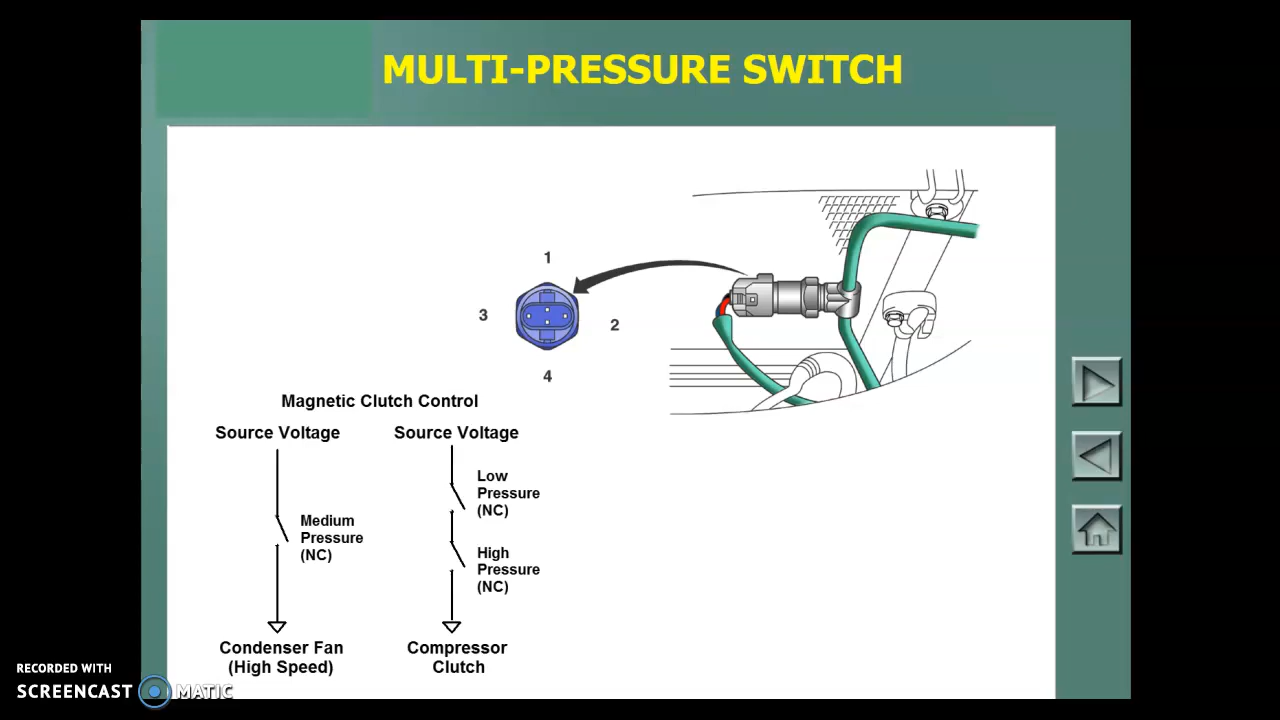 MULTI-PRESSURE SWITCH
1
3
2
4
Magnetic Clutch Control
Source Voltage
Source Voltage
Low
Pressure
(NC)
Medium
Pressure
(NC)
High
Pressure
(NC)
Condenser Fan
(High Speed)
Compressor
Clutch
RECORDED WITH
SCREENCAST MATIC